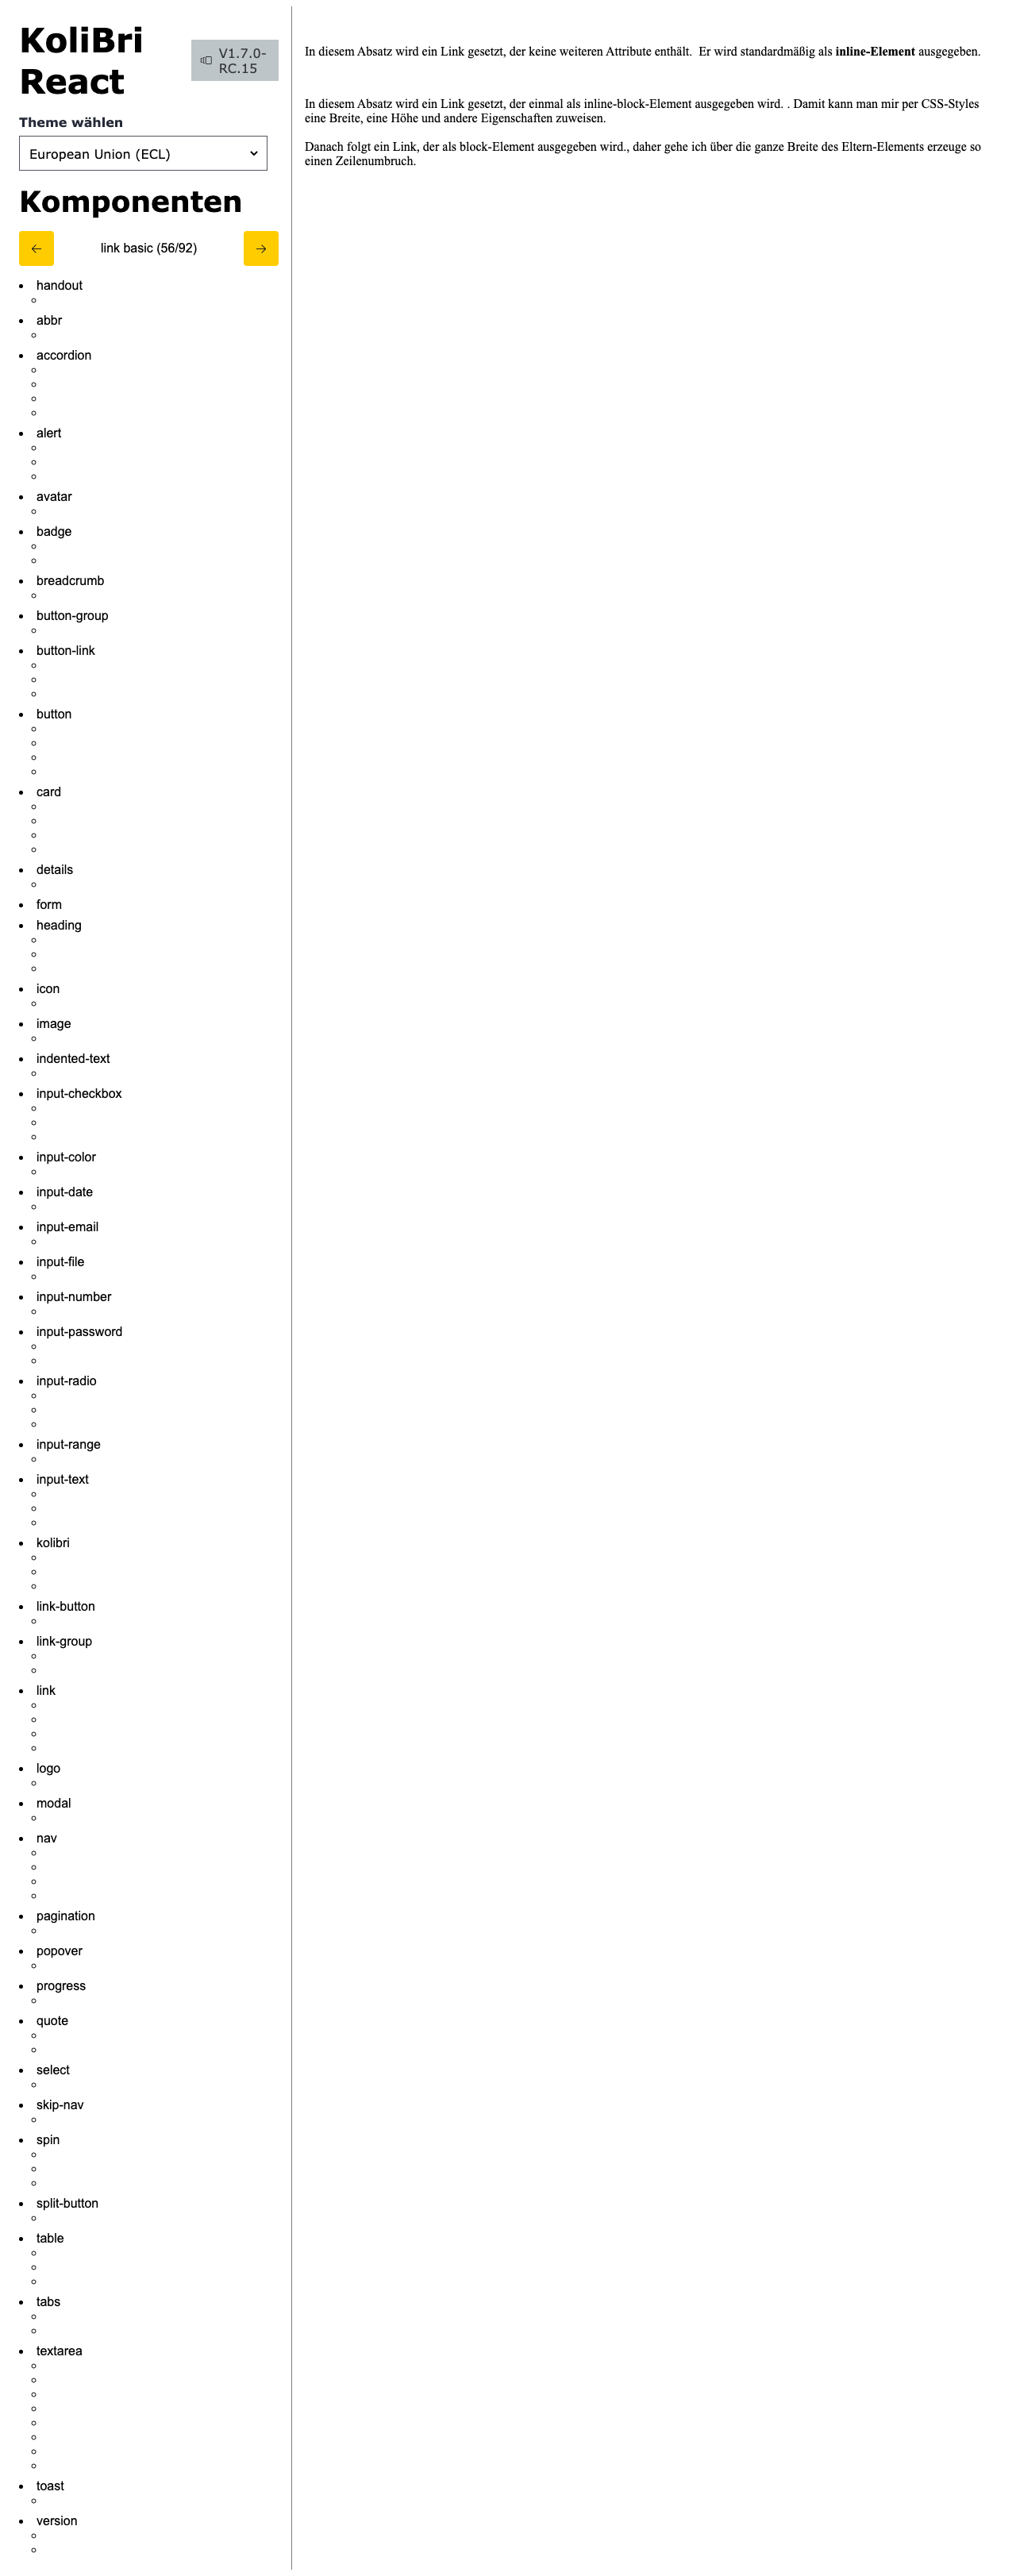 KoliBri
React
V1.7.0-
RC.15
Theme wählen
European Union (ECL)
Komponenten
link basic (56/92)
handout
abbr
accordion
alert
avatar
badge
breadcrumb
button-group
button-link
button
card
details
form
heading
icon
image
indented-text
input-checkbox
input-color
input-date
input-email
input-file
input-number
input-password
input-radio
input-range
input-text
kolibri
link-button
link-group
link
logo
modal
nav
pagination
popover
progress
quote
select
skip-nav
spin
split-button
table
tabs
textarea
toast
version
In diesem Absatz wird ein Link gesetzt, der keine weiteren Attribute enthält. Er wird standardmäßig als inline-Element ausgegeben.
In diesem Absatz wird ein Link gesetzt, der einmal als inline-block-Element ausgegeben wird. . Damit kann man mir per CSS-Styles
eine Breite, eine Höhe und andere Eigenschaften zuweisen.
Danach folgt ein Link, der als block-Element ausgegeben wird., daher gehe ich über die ganze Breite des Eltern-Elements erzeuge so
einen Zeilenumbruch.